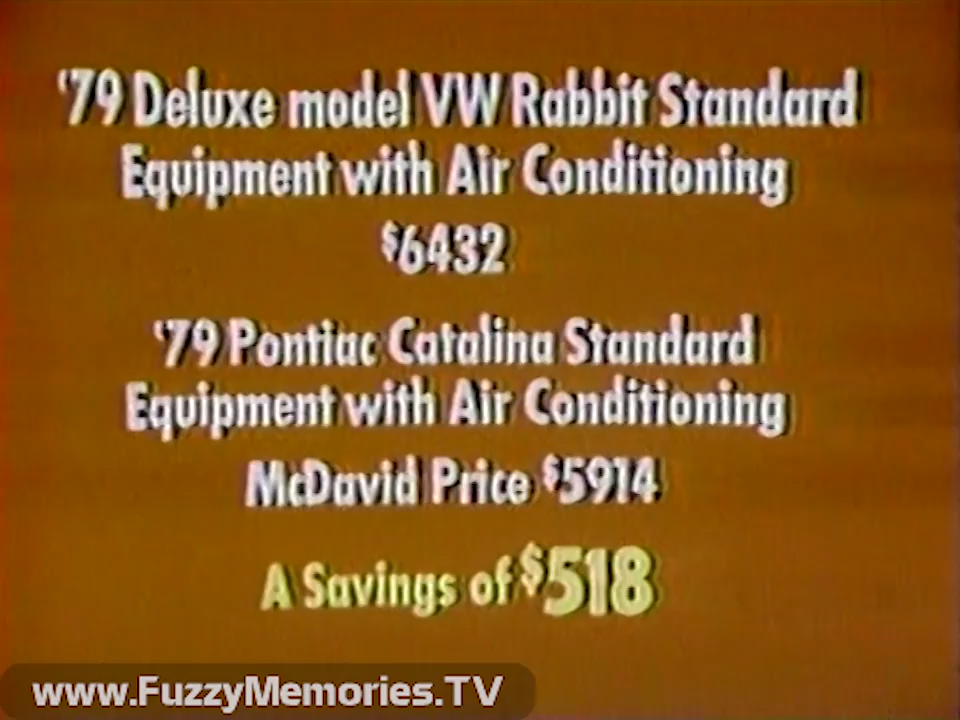 '79 Deluxe model VW Rabbit Standard
Equipment with Air Conditioning
$6432
'79 Pontiac Catalina Standard
Equipment with Air Conditioning
McDavid Price $5914
A Savings of $518
www.FuzzyMemories.TV